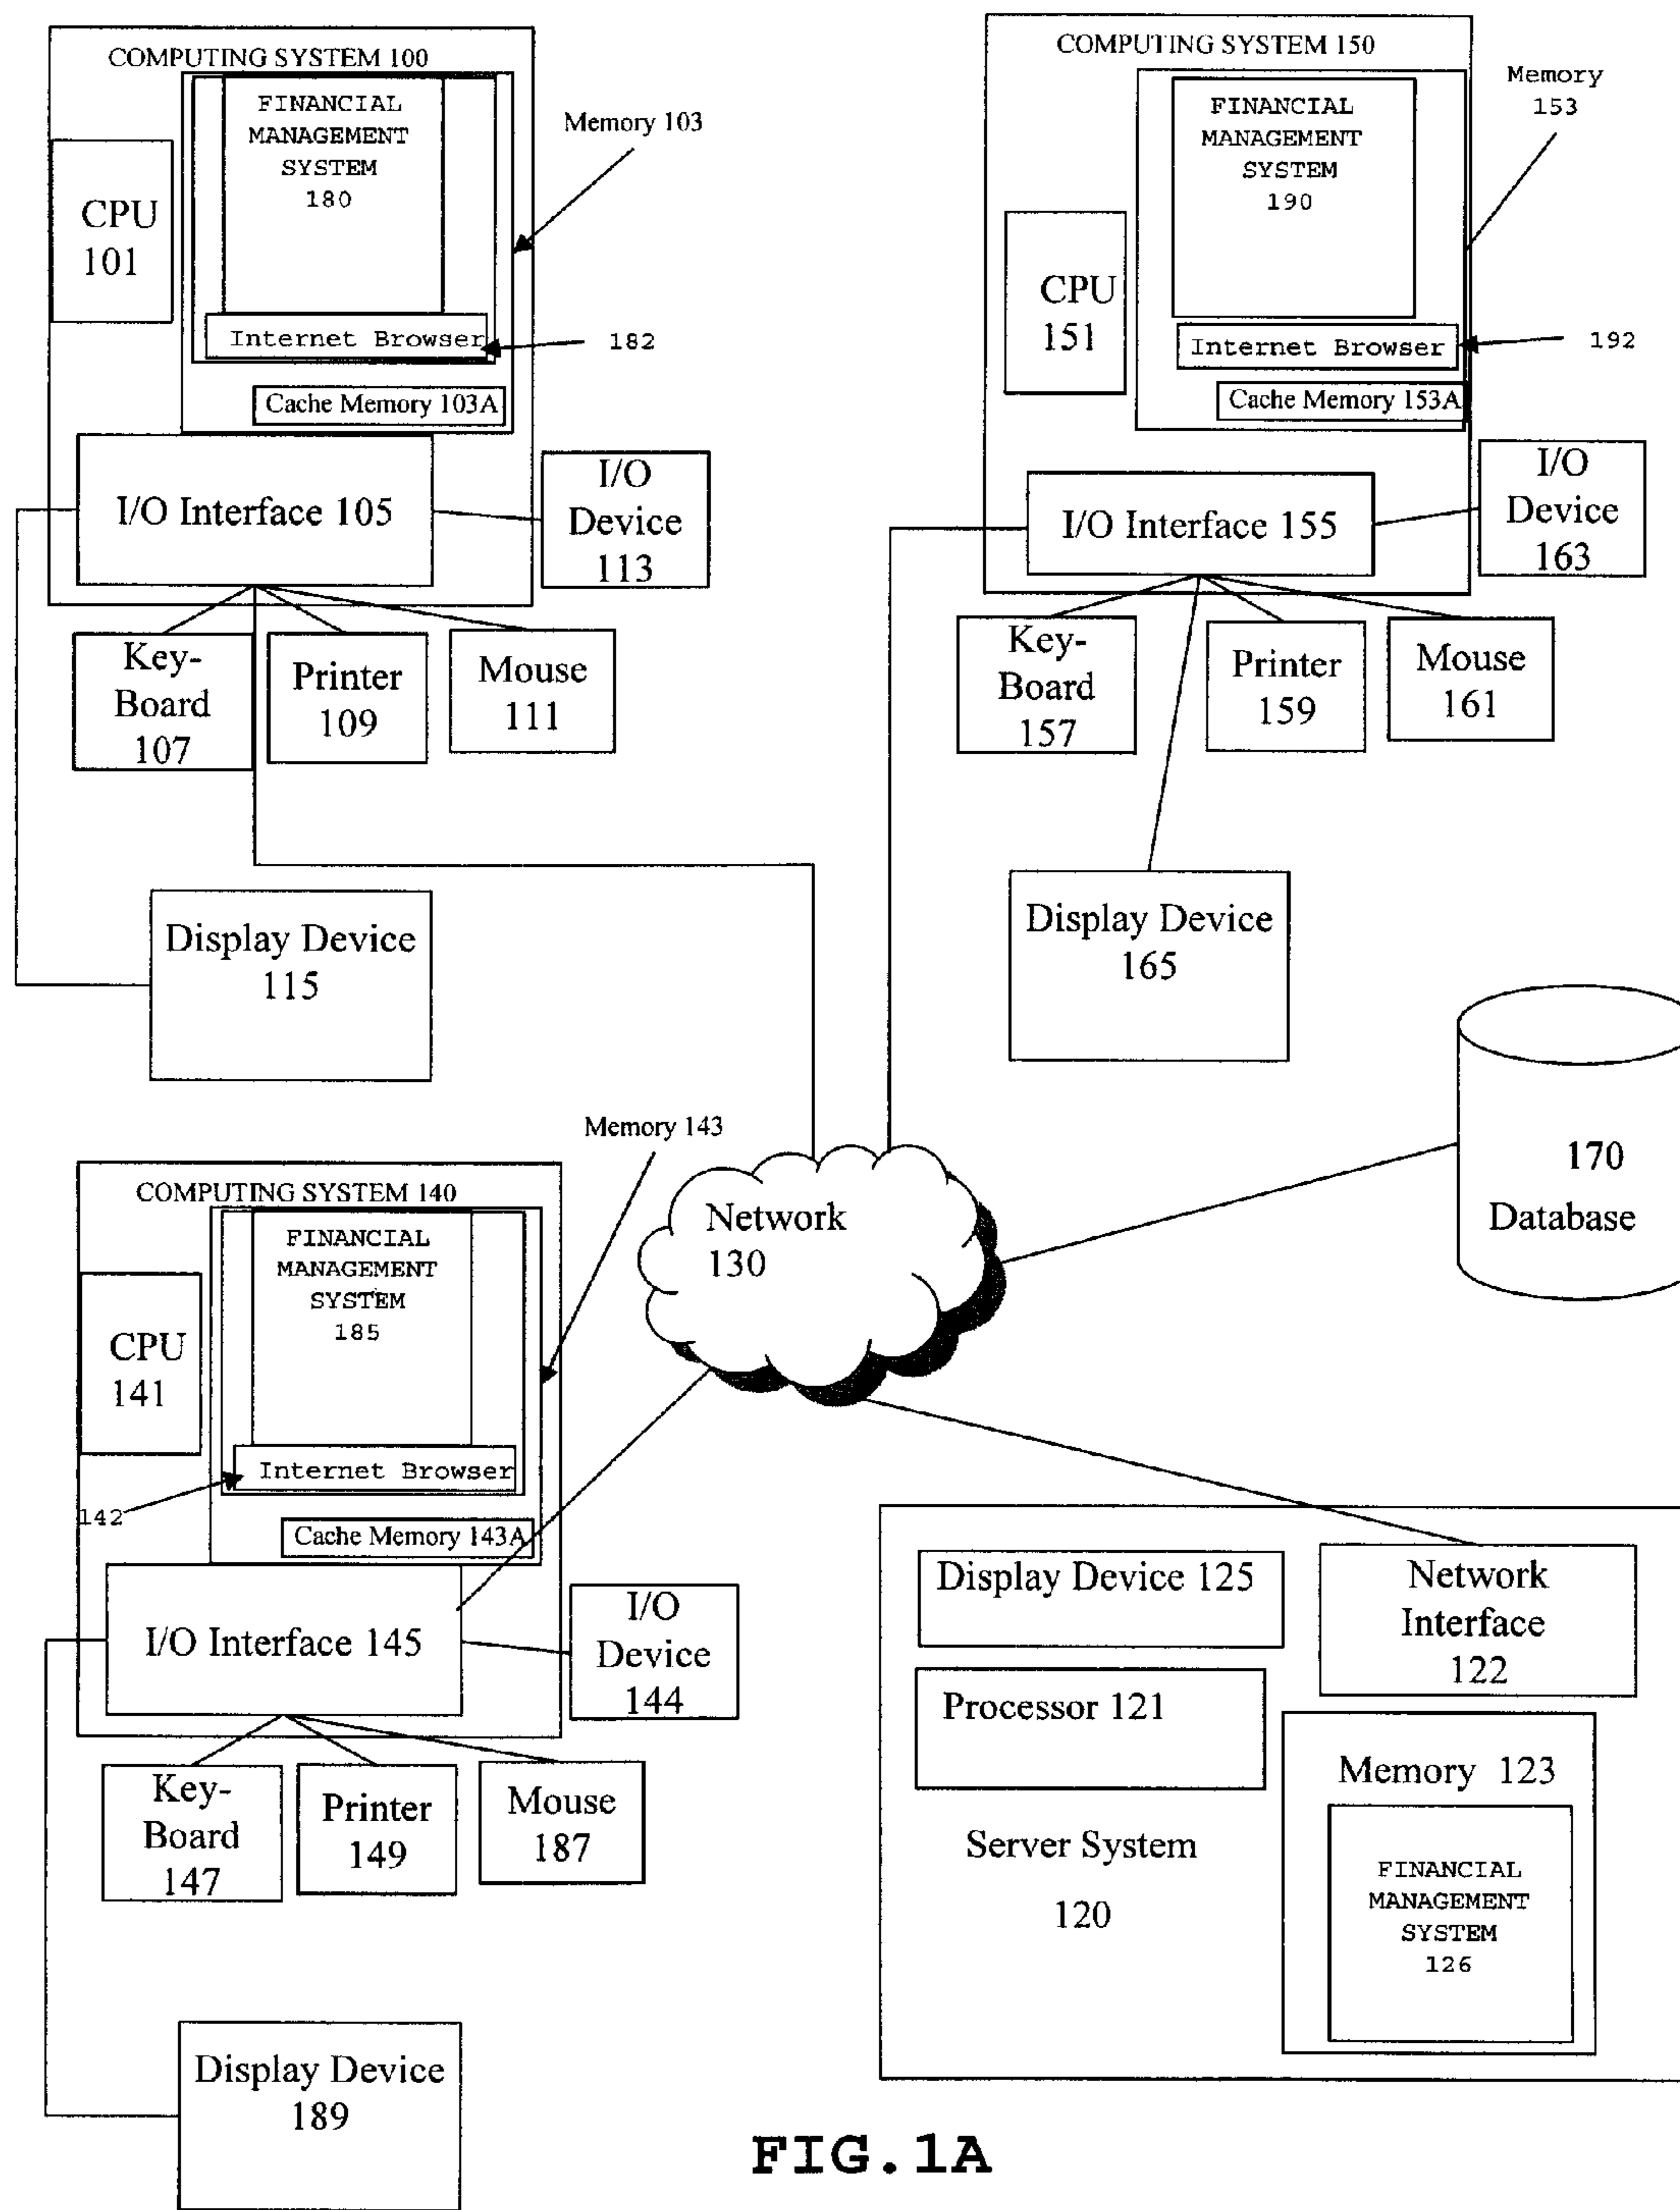 COMPUTING SYSTEM 100
FINANCIAL
MANAGEMENT
SYSTEM
180
Memory 103
CPU
101
Internet Browser
182
Cache Memory 103A
I/O Interface 105
I/O
Device
113
Key-
Board
107
Printer
109
Mouse
111
Display Device
115
COMPUTING SYSTEM 150
Memory
153
FINANCIAL
MANAGEMENT
SYSTEM
190
CPU
151
Internet Browser
192
Cache Memory 153A
I/O Interface 155
I/O
Device
163
Key-
Board
157
Printer
159
Mouse
161
Display Device
165
170
Database
Network
130
Memory 143
COMPUTING SYSTEM 140
FINANCIAL
MANAGEMENT
SYSTEM
185
CPU
141
Internet Browser
142
Cache Memory 143A
I/O Interface 145
I/O
Device
144
Key-
Board
147
Printer
149
Mouse
187
Display Device
189
Display Device 125
Network
Interface
122
Processor 121
Memory 123
Server System
120
FINANCIAL
MANAGEMENT
SYSTEM
126
FIG.1A